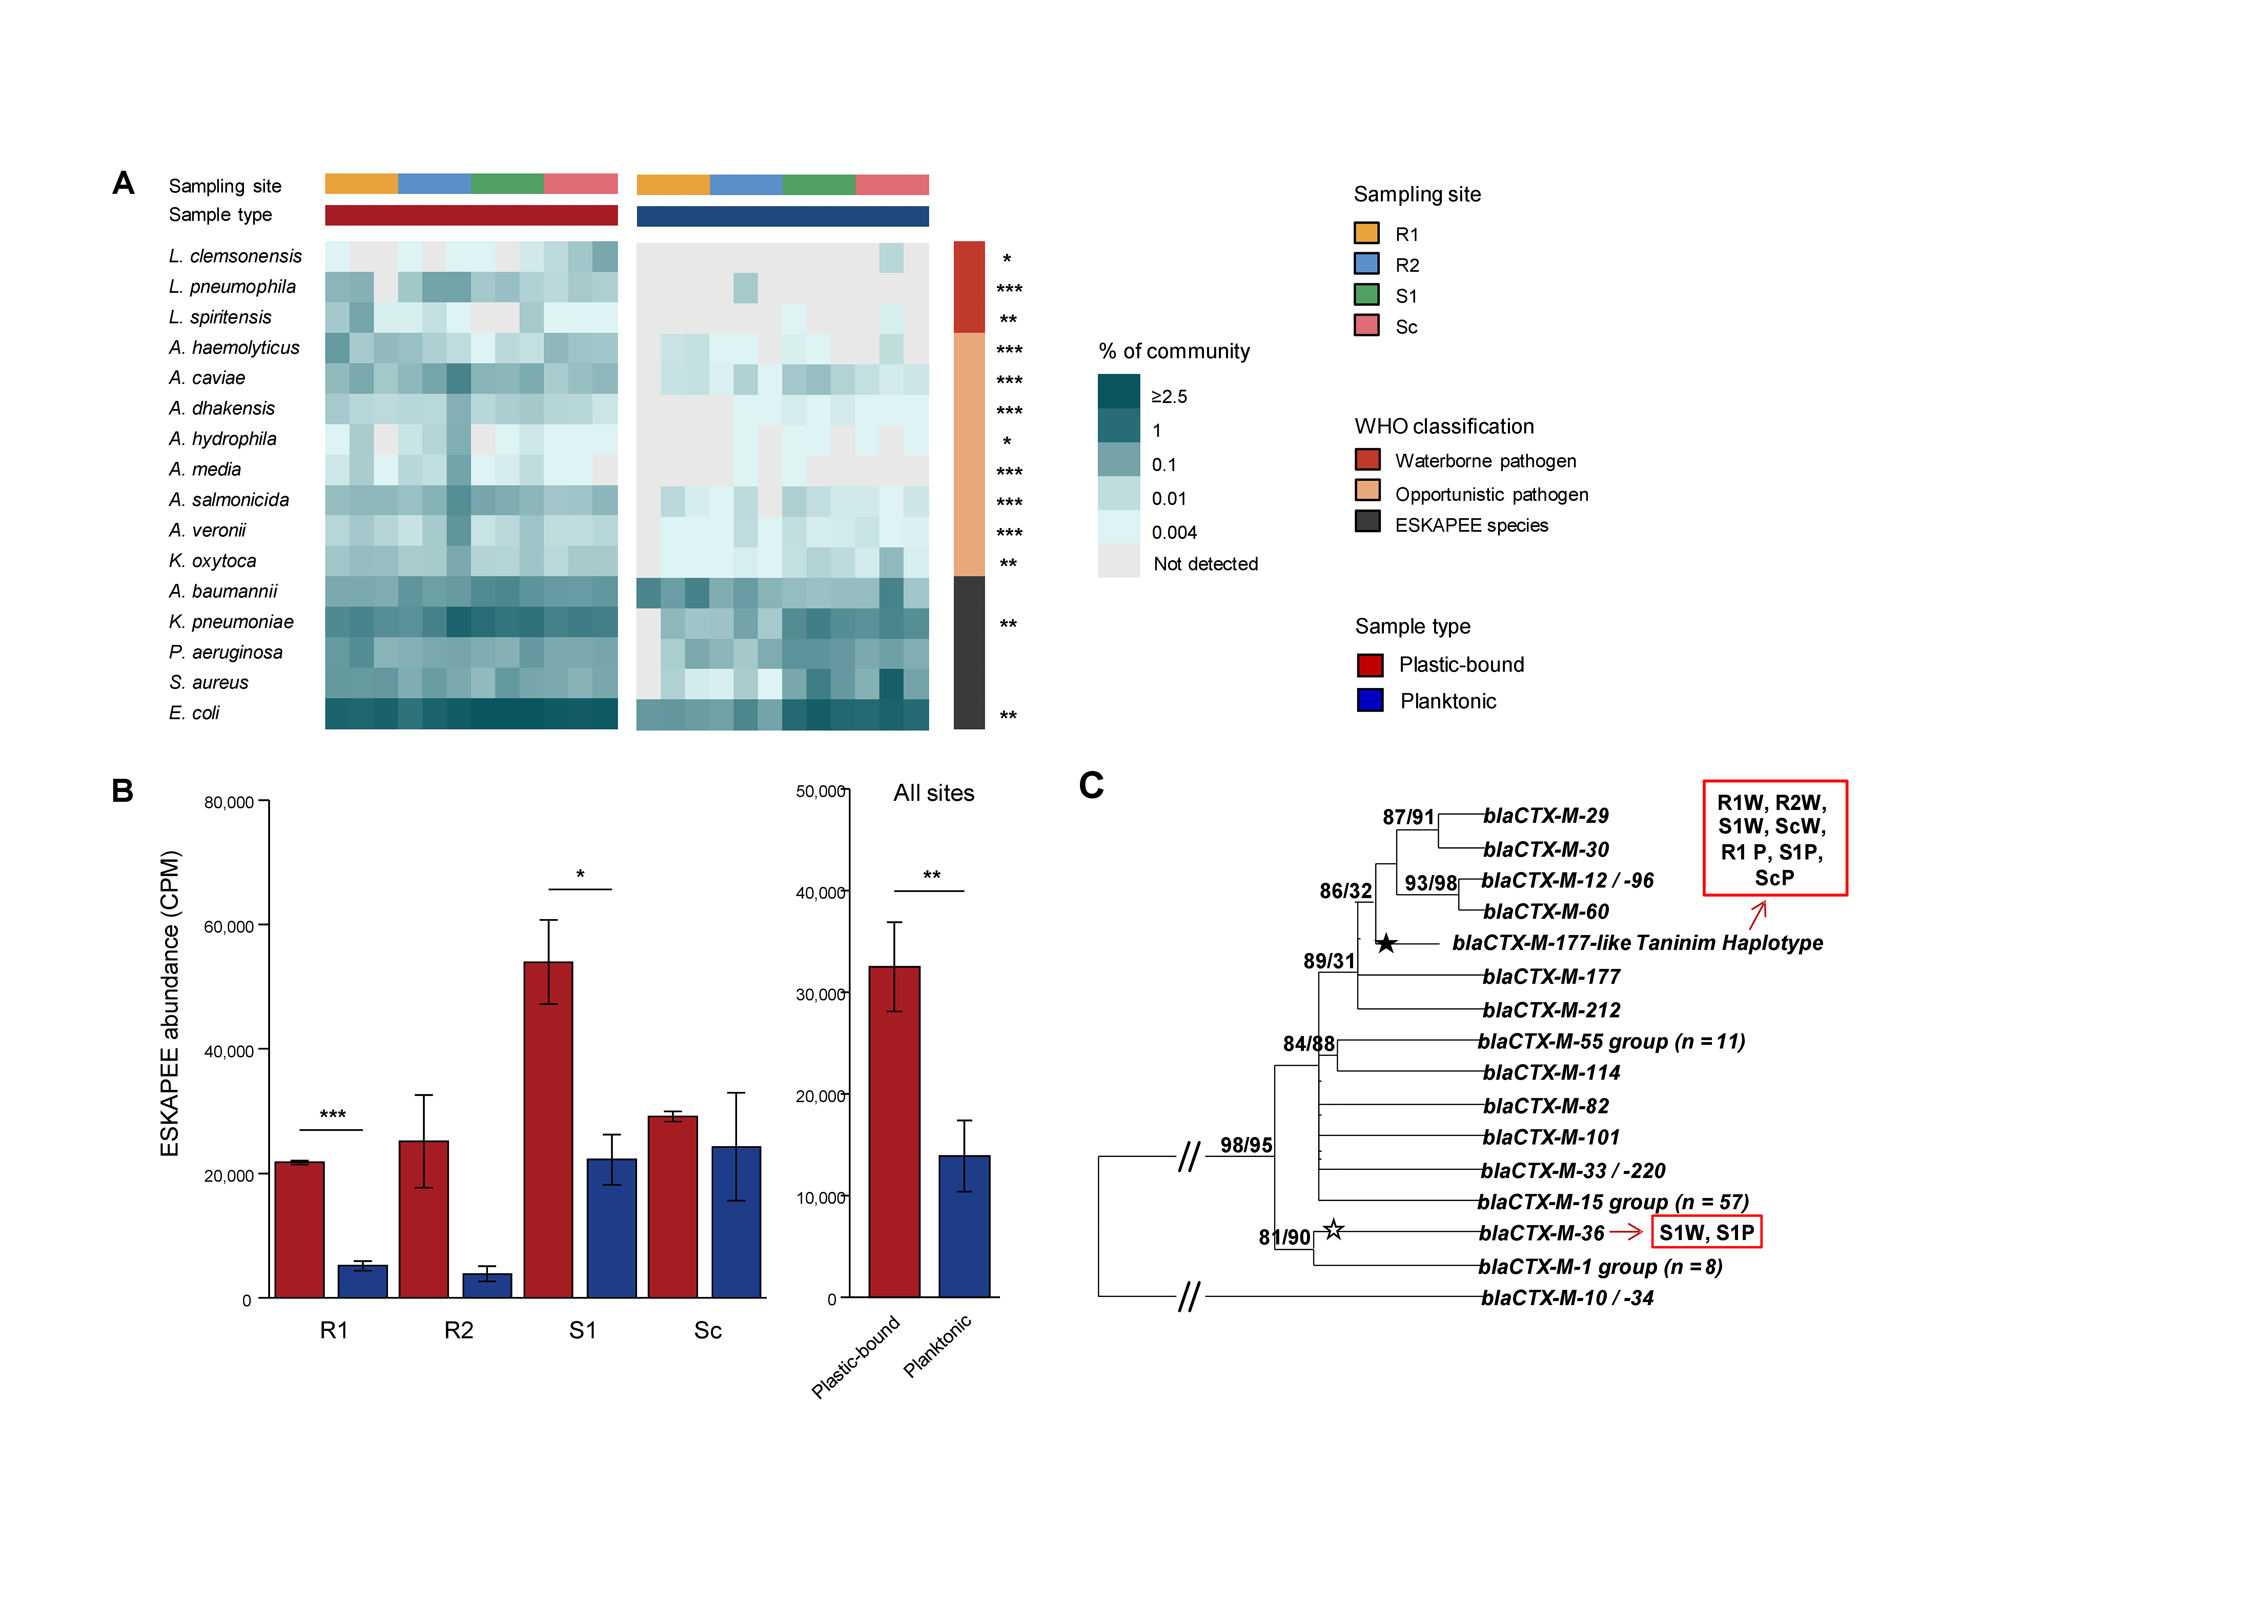 A
Sampling site
Sample type
L. clemsonensis
*
L. pneumophila
***
L. spiritensis
**
A. haemolyticus
***
A. caviae
***
A. dhakensis
***
A. hydrophila
*
A. media
***
A. salmonicida
***
A. veronii
***
K. oxytoca
**
A. baumannii
K. pneumoniae
**
P. aeruginosa
S. aureus
E. coli
**
% of community
≥2.5
1
0.1
0.01
0.004
Not detected
Sampling site
R1
R2
S1
Sc
WHO classification
Waterborne pathogen
Opportunistic pathogen
ESKAPEE species
Sample type
Plastic-bound
Planktonic
B
ESKAPEE abundance (CPM)
80,000
60,000
40,000
20,000
0
***
*
R1
R2
S1
Sc
All sites
50,000
40,000
30,000
20,000
10,000
0
**
Plastic-bound
Planktonic
C
87/91
93/98
86/32
89/31
84/88
98/95
81/90
blaCTX-M-29
blaCTX-M-30
blaCTX-M-12 / -96
blaCTX-M-60
blaCTX-M-177-like Taninim Haplotype
blaCTX-M-177
blaCTX-M-212
blaCTX-M-55 group (n = 11)
blaCTX-M-114
blaCTX-M-82
blaCTX-M-101
blaCTX-M-33 / -220
blaCTX-M-15 group (n = 57)
blaCTX-M-36
blaCTX-M-1 group (n = 8)
blaCTX-M-10 / -34
R1W, R2W,
S1W, ScW,
R1 P, S1P,
ScP
S1W, S1P